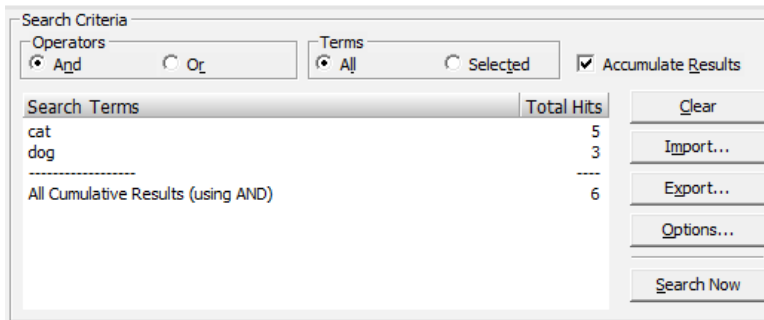 Search Criteria
Operators
And
Or
Terms
All
Selected
Accumulate Results
Search Terms Total Hits
cat 5
dog 3
------------------ ----
All Cumulative Results (using AND) 6
Clear
Import...
Export...
Options...
Search Now